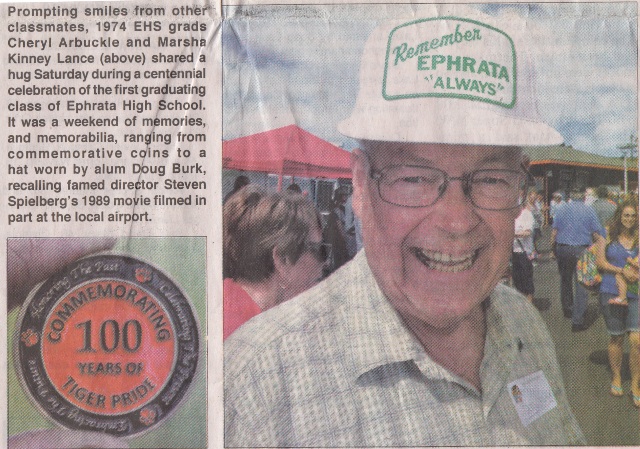 Prompting smiles from other
classmates, 1974 EHS grads
Cheryl Arbuckle and Marsha
Kinney Lance (above) shared a
hug Saturday during a centennial
celebration of the first graduating
class of Ephrata High School.
It was a weekend of memories,
and memorabilia, ranging from
commemorative coins to a
hat worn by alum Doug Burk,
recalling famed director Steven
Spielberg's 1989 movie filmed in
part at the local airport.
Remember
EPHRATA
"ALWAYS"
Honoring The Past
Celebrating The Present
Embracing The Future
COMMEMORATING
100
YEARS OF
TIGER PRIDE